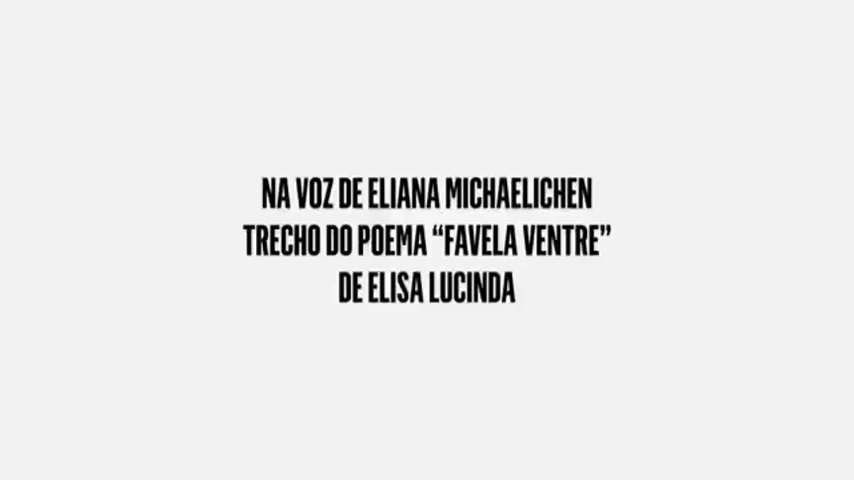 NA VOZ DE ELIANA MICHAELICHEN
TRECHO DO POEMA “FAVELA VENTRE”
DE ELISA LUCINDA